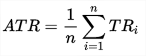 ATR = \frac{1}{n} \sum_{i=1}^{n} TR_i